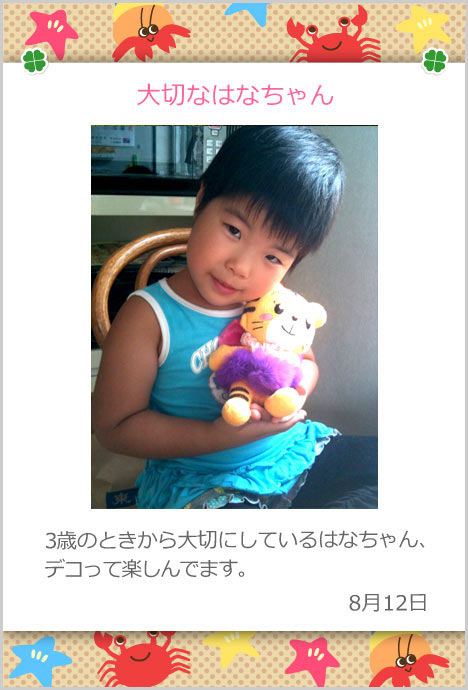 大切なはなちゃん
東
3歳のときから大切にしているはなちゃん、
デコって楽しんでます。
8月12日